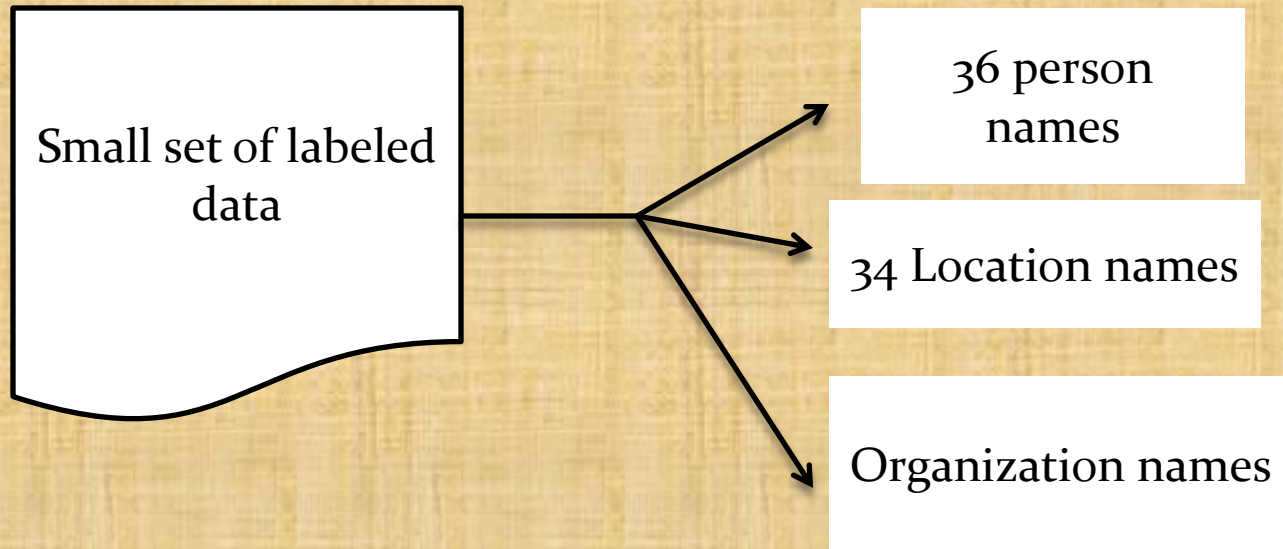 Small set of labeled
data
36 person
names
34 Location names
Organization names